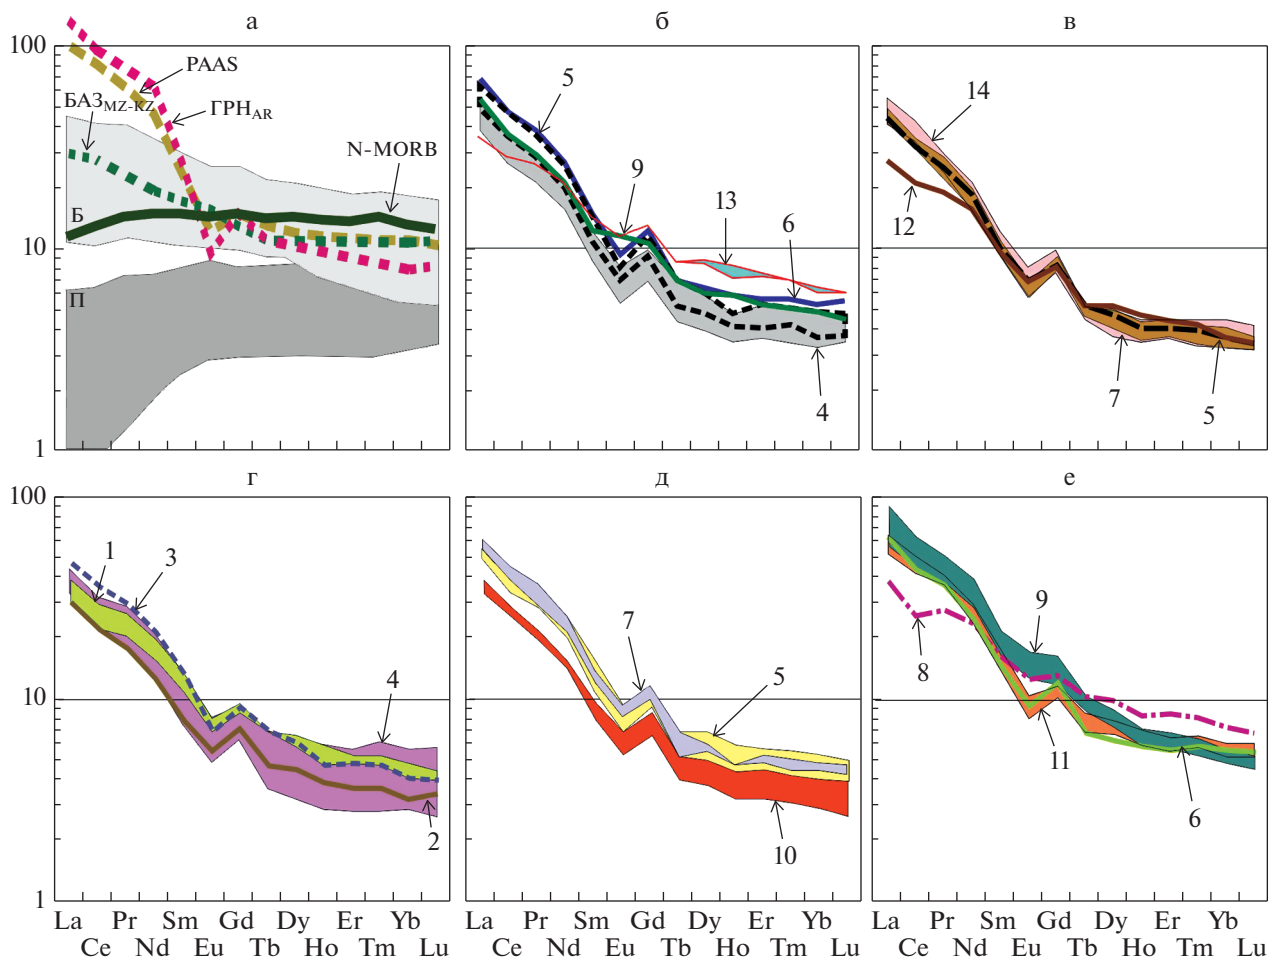 а
б
в
100
10
1
PAAS
БАЗMZ-KZ
ГРНAR
N-MORB
Б
П
5
9
13
6
4
14
12
7
5
г
д
е
100
10
1
1
3
4
2
7
5
10
9
8
11
6
La Pr Sm Gd Dy Er Yb
Ce Nd Eu Tb Ho Tm Lu
La Pr Sm Gd Dy Er Yb
Ce Nd Eu Tb Ho Tm Lu
La Pr Sm Gd Dy Er Yb
Ce Nd Eu Tb Ho Tm Lu